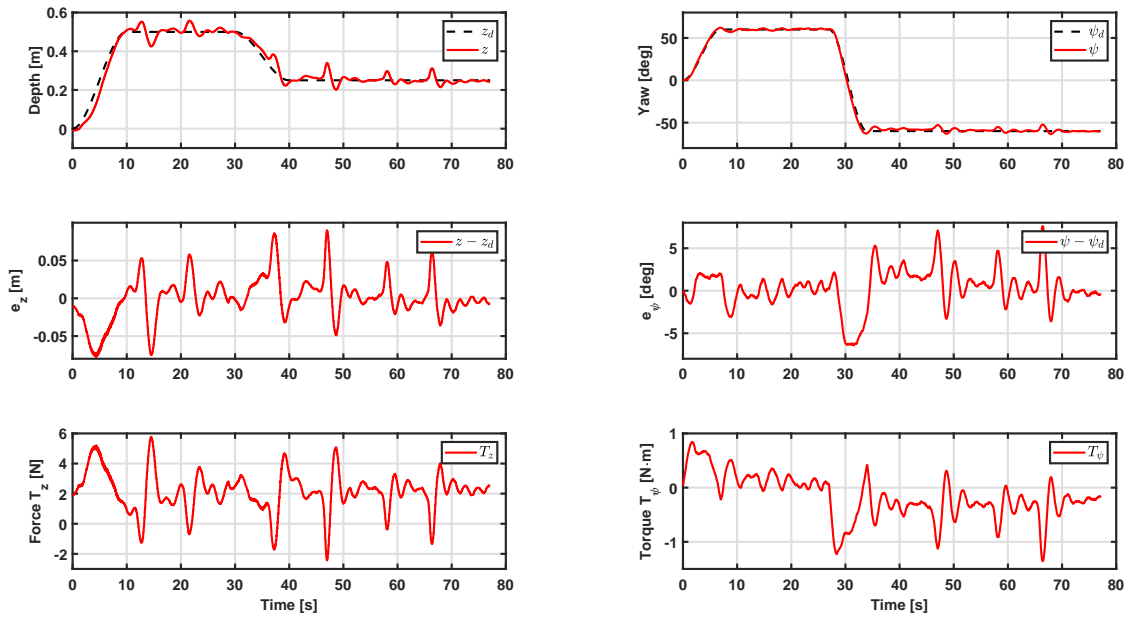 0.6
0.4
0.2
0
Depth [m]
z_d
z
0 10 20 30 40 50 60 70 80
50
0
-50
Yaw [deg]
ψ_d
ψ
0 10 20 30 40 50 60 70 80
0.05
0
-0.05
e_z [m]
z − z_d
0 10 20 30 40 50 60 70 80
5
0
-5
e_ψ [deg]
ψ − ψ_d
0 10 20 30 40 50 60 70 80
6
4
2
0
-2
Force T_z [N]
T_z
0 10 20 30 40 50 60 70 80
Time [s]
1
0
-1
Torque T_ψ [N·m]
T_ψ
0 10 20 30 40 50 60 70 80
Time [s]